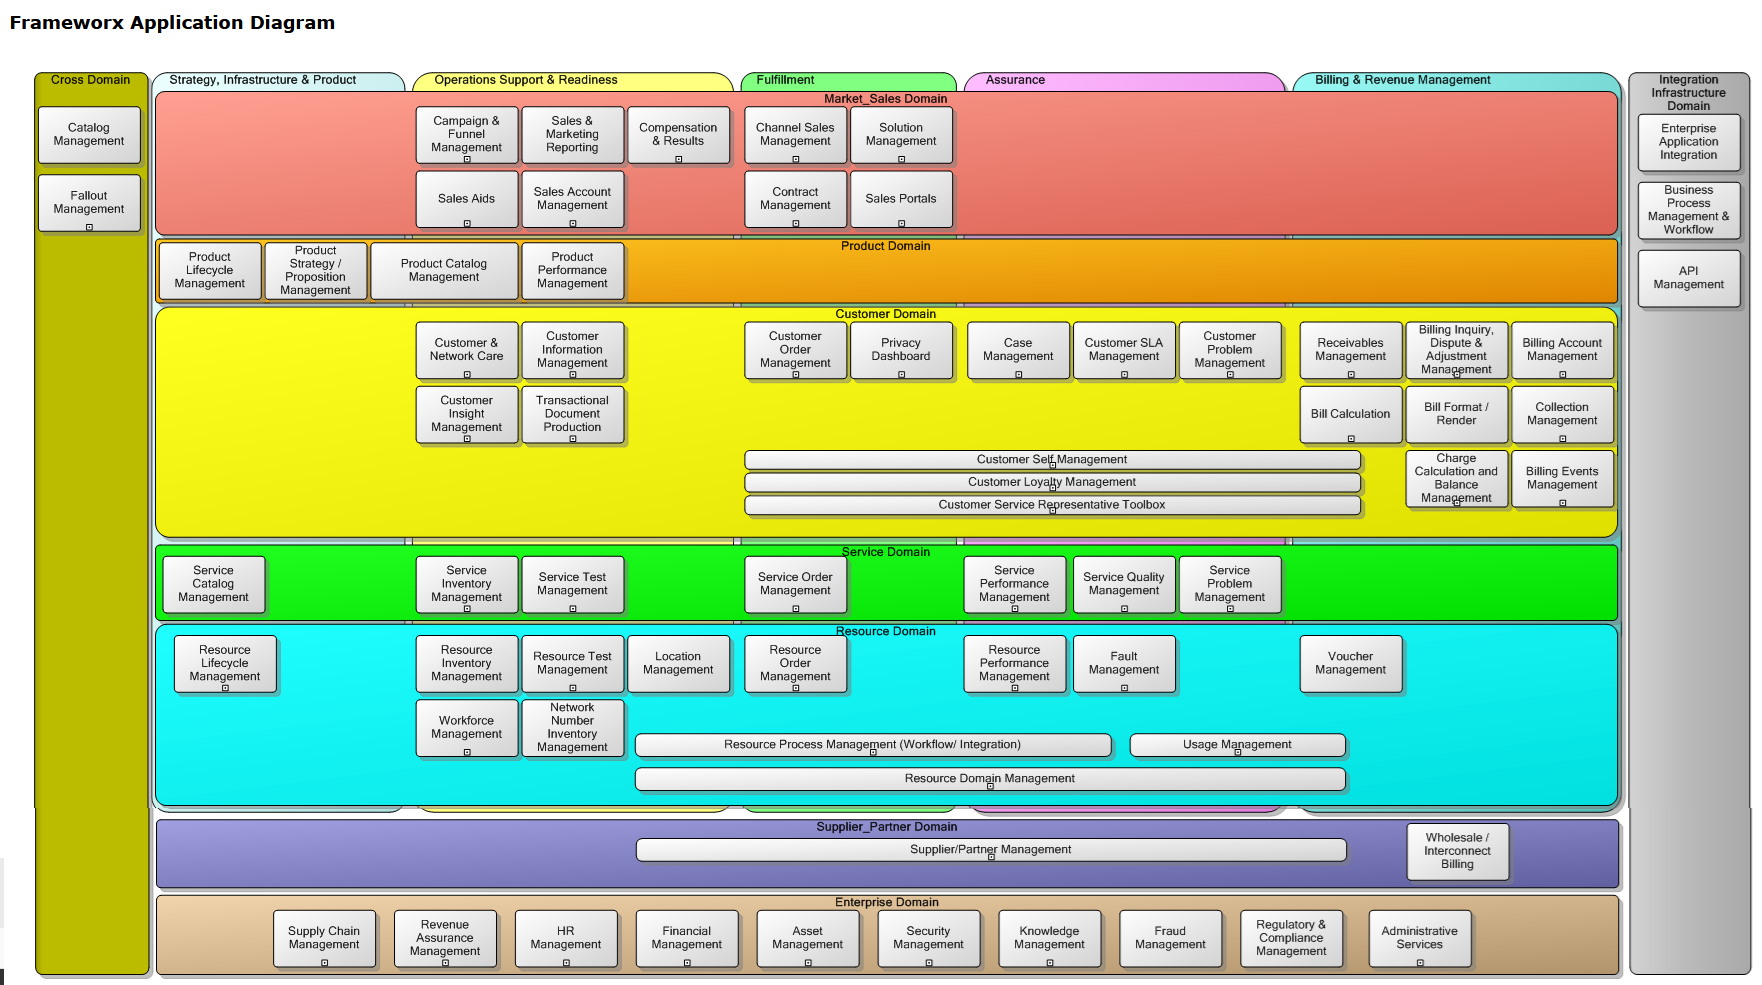 Frameworx Application Diagram
Cross Domain
Catalog
Management
Fallout
Management
Strategy, Infrastructure & Product
Operations Support & Readiness
Fulfillment
Assurance
Billing & Revenue Management
Market_Sales Domain
Campaign &
Funnel
Management
Sales &
Marketing
Reporting
Compensation
& Results
Channel Sales
Management
Solution
Management
Sales Aids
Sales Account
Management
Contract
Management
Sales Portals
Product Domain
Product
Lifecycle
Management
Product
Strategy /
Proposition
Management
Product Catalog
Management
Product
Performance
Management
Customer Domain
Customer &
Network Care
Customer
Information
Management
Customer
Order
Management
Privacy
Dashboard
Case
Management
Customer SLA
Management
Customer
Problem
Management
Receivables
Management
Billing Inquiry,
Dispute &
Adjustment
Management
Billing Account
Management
Customer
Insight
Management
Transactional
Document
Production
Bill Calculation
Bill Format /
Render
Collection
Management
Customer Self Management
Customer Loyalty Management
Customer Service Representative Toolbox
Charge
Calculation and
Balance
Management
Billing Events
Management
Service Domain
Service
Catalog
Management
Service
Inventory
Management
Service Test
Management
Service Order
Management
Service
Performance
Management
Service Quality
Management
Service
Problem
Management
Resource Domain
Resource
Lifecycle
Management
Resource
Inventory
Management
Resource Test
Management
Location
Management
Resource
Order
Management
Resource
Performance
Management
Fault
Management
Voucher
Management
Workforce
Management
Network
Number
Inventory
Management
Resource Process Management (Workflow/ Integration)
Usage Management
Resource Domain Management
Supplier_Partner Domain
Supplier/Partner Management
Wholesale /
Interconnect
Billing
Enterprise Domain
Supply Chain
Management
Revenue
Assurance
Management
HR
Management
Financial
Management
Asset
Management
Security
Management
Knowledge
Management
Fraud
Management
Regulatory &
Compliance
Management
Administrative
Services
Integration
Infrastructure
Domain
Enterprise
Application
Integration
Business
Process
Management &
Workflow
API
Management